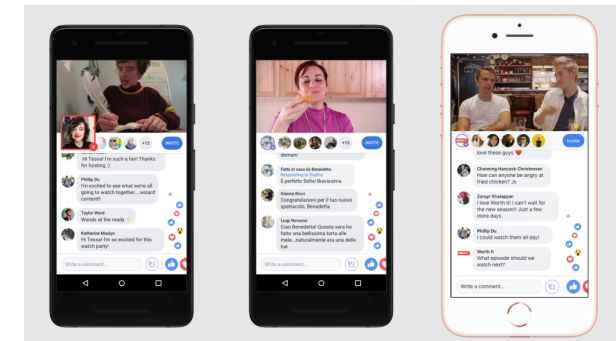 +12
INVITE
Hi Tessa! I'm such a fan! Thanks
for hosting :)
Phillip Du
I'm excited to see what we're all
going to watch together...wizard
content!!
Taylor Ward
Wands at the ready
Katherine Maslyn
Hi Tessa! I'm so excited for this
watch party!
Write a comment...
+12
INVITE
domani
Fatto in casa da Benedetta
Responding to Sophia
E perfetto Sofia! Bravissima
Gianna Ricci
Congratulazioni per il tuo nuovo
spettacolo, Benedetta
Luigi Romano
Ciao Benedetta! Questa sera ho
fatto una bellissima torta alle
mele...naturalmente era una delle
tue
Write a comment...
Invite
love these guys ❤
Channing Hancock Christensen
How can anyone be angry at
fried chicken? Js
Zorayr Khalapyan
I love Worth It! I can't wait for
the new season!! Just a few
more days.
Phillip Du
I could watch them all day!
Worth It
What episode should we
watch next?
Write a comment...